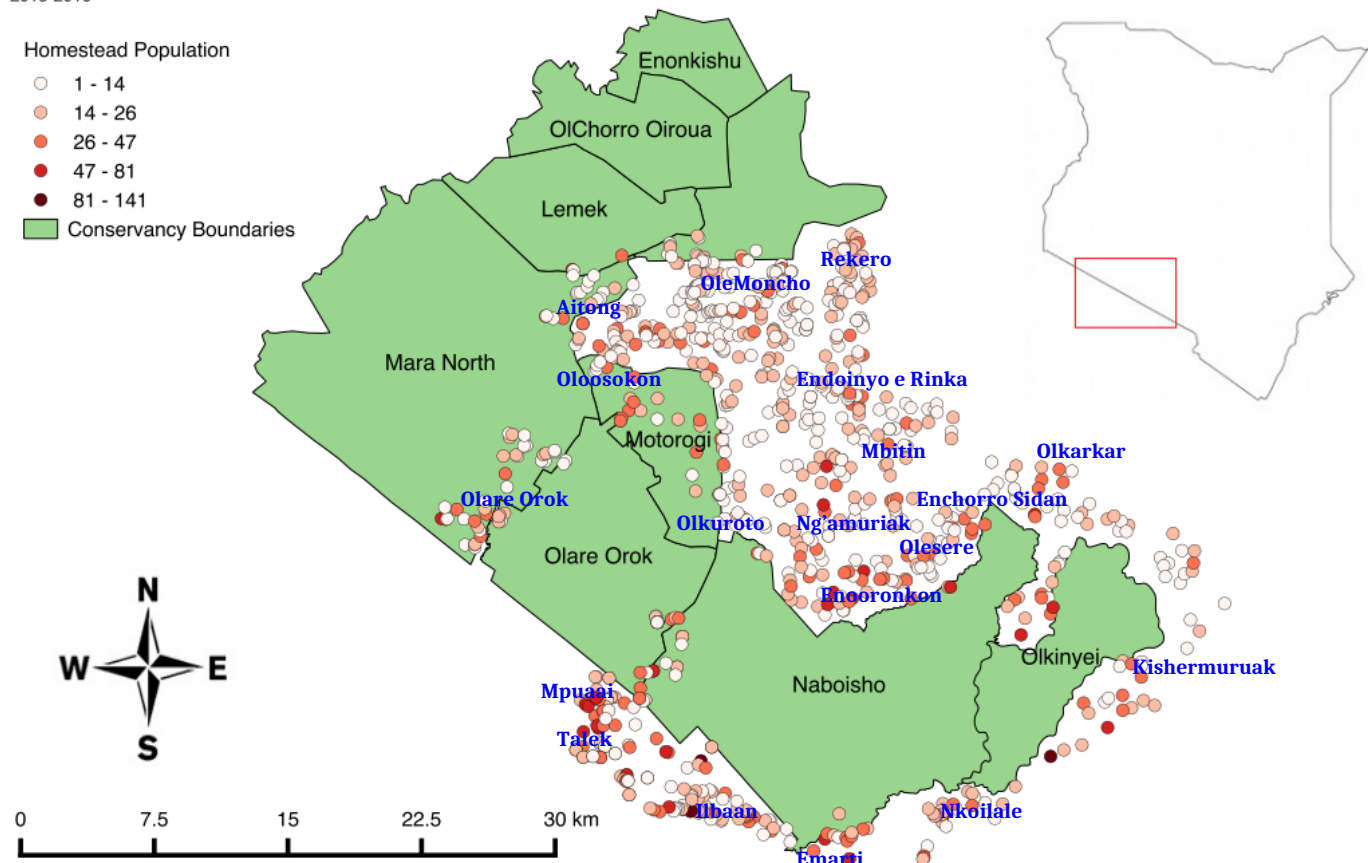 Homestead Population
1 - 14
14 - 26
26 - 47
47 - 81
81 - 141
Conservancy Boundaries
Enonkishu
OlChorro Oiroua
Lemek
Rekero
OleMoncho
Aitong
Mara North
Oloosokon
Endoinyo e Rinka
Motorogi
Mbitin
Olkarkar
Olare Orok
Enchorro Sidan
Olkuroto
Ng'amuriak
Olare Orok
Olesere
Enooronkon
N
W
E
S
Olkinyei
Kishermuruak
Naboisho
Mpuaai
Talek
Ilbaan
Nkoilale
Emarti
0 7.5 15 22.5 30 km